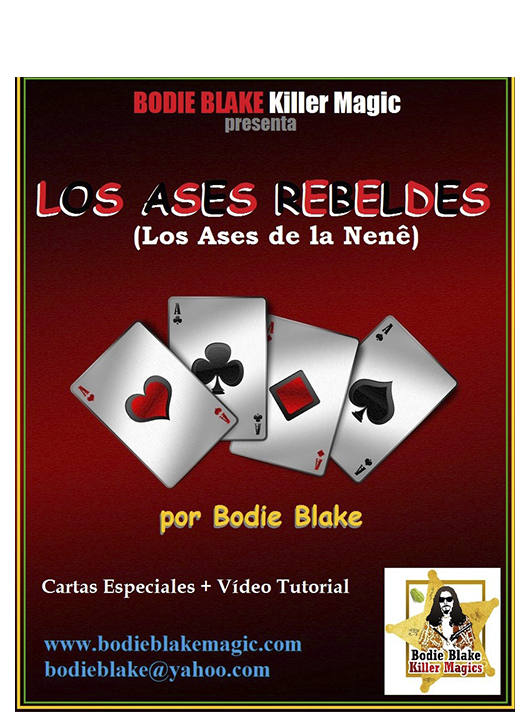 BODIE BLAKE Killer Magic
presenta
LOS ASES REBELDES
(Los Ases de la Nenê)
A
A
A
A
A
A
A
A
por Bodie Blake
Cartas Especiales + Vídeo Tutorial
www.bodieblakemagic.com
bodieblake@yahoo.com
Bodie Blake
Killer Magics